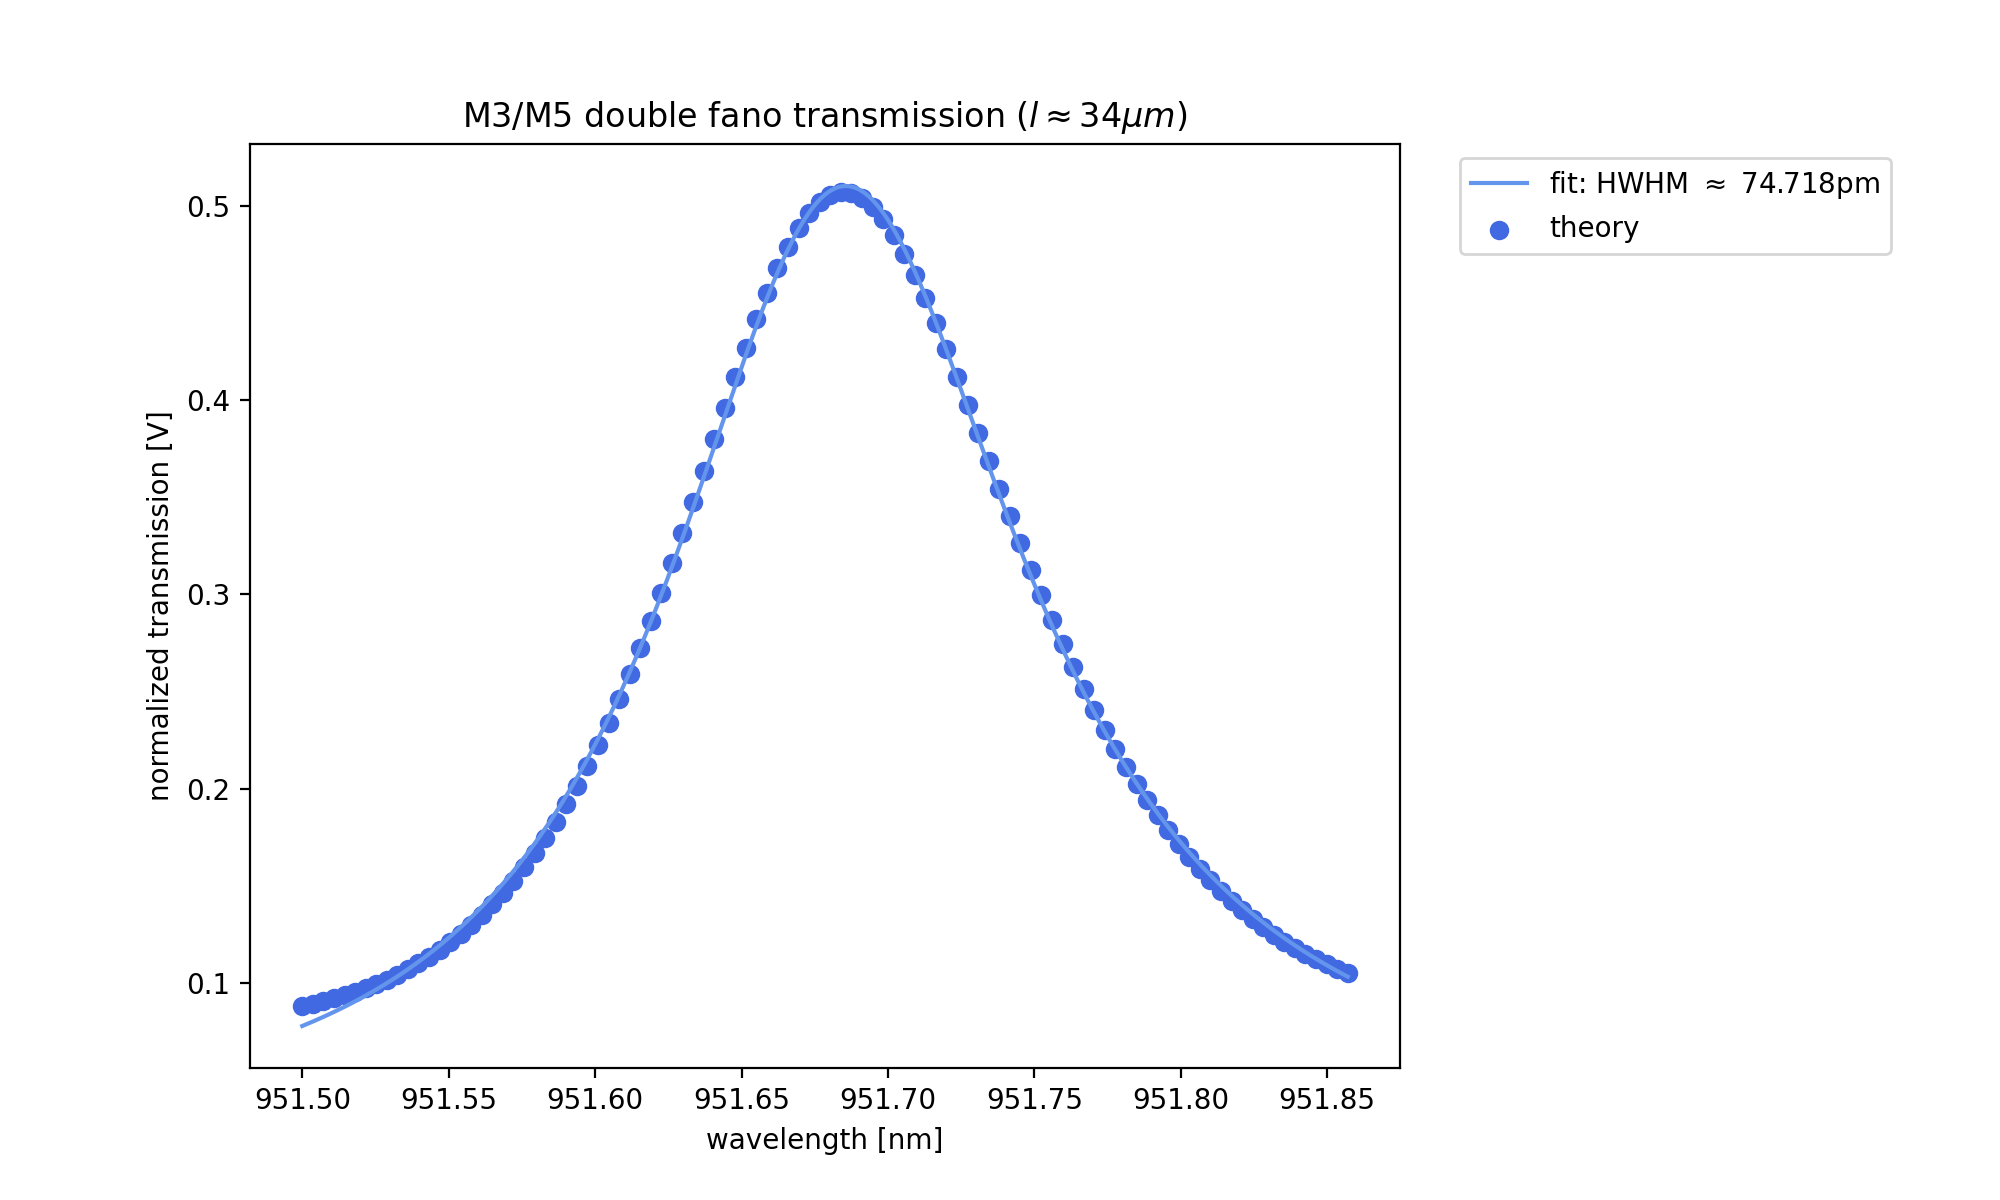 M3/M5 double fano transmission (l ≈ 34μm)
fit: HWHM ≈ 74.718pm
theory
normalized transmission [V]
0.5
0.4
0.3
0.2
0.1
951.50 951.55 951.60 951.65 951.70 951.75 951.80 951.85
wavelength [nm]